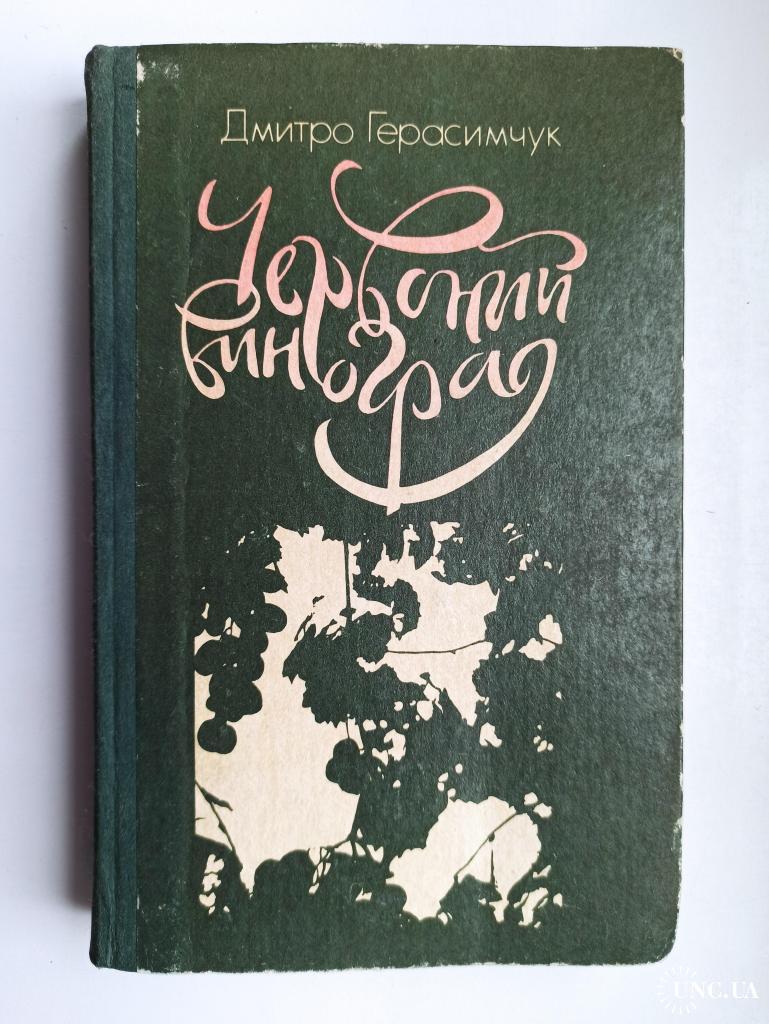 Дмитро Герасимчук
Червоний
виноград
UNC.UA